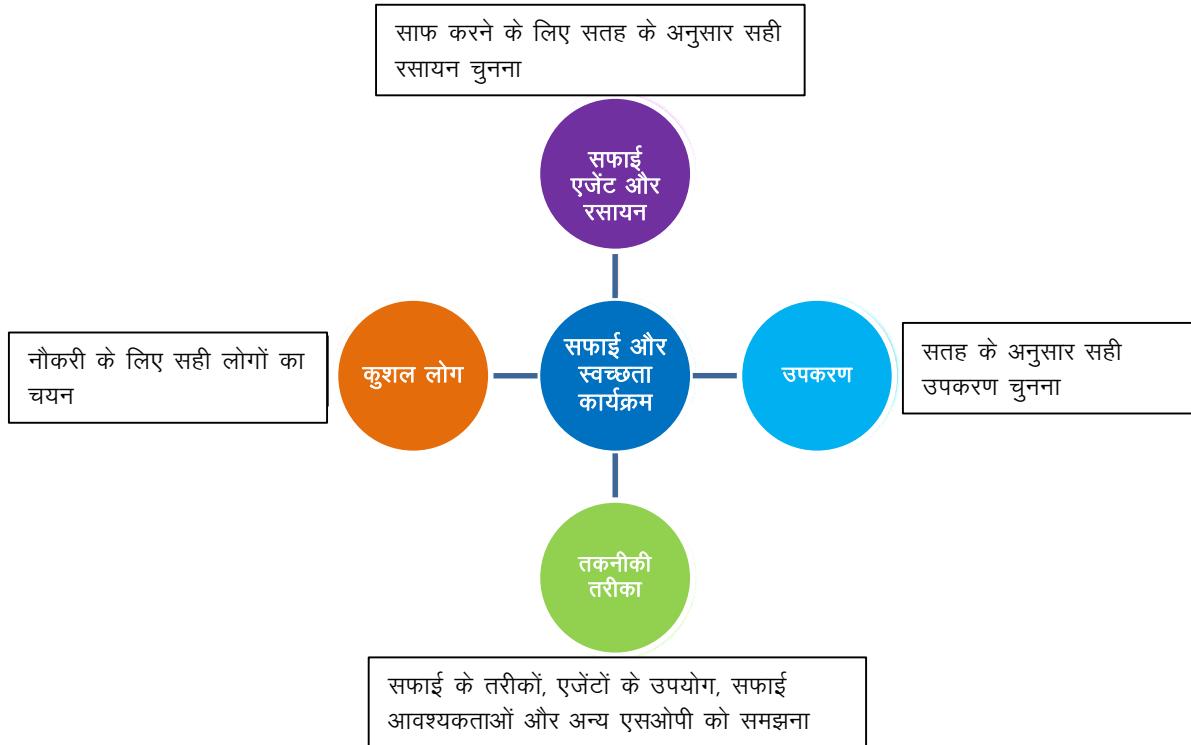 साफ करने के लिए सतह के अनुसार सही
रसायन चुनना
सफाई
एजेंट और
रसायन
नौकरी के लिए सही लोगों का
चयन
कुशल लोग
सफाई और
स्वच्छता
कार्यक्रम
उपकरण
सतह के अनुसार सही
उपकरण चुनना
तकनीकी
तरीका
सफाई के तरीकों, एजेंटों के उपयोग, सफाई
आवश्यकताओं और अन्य एसओपी को समझना